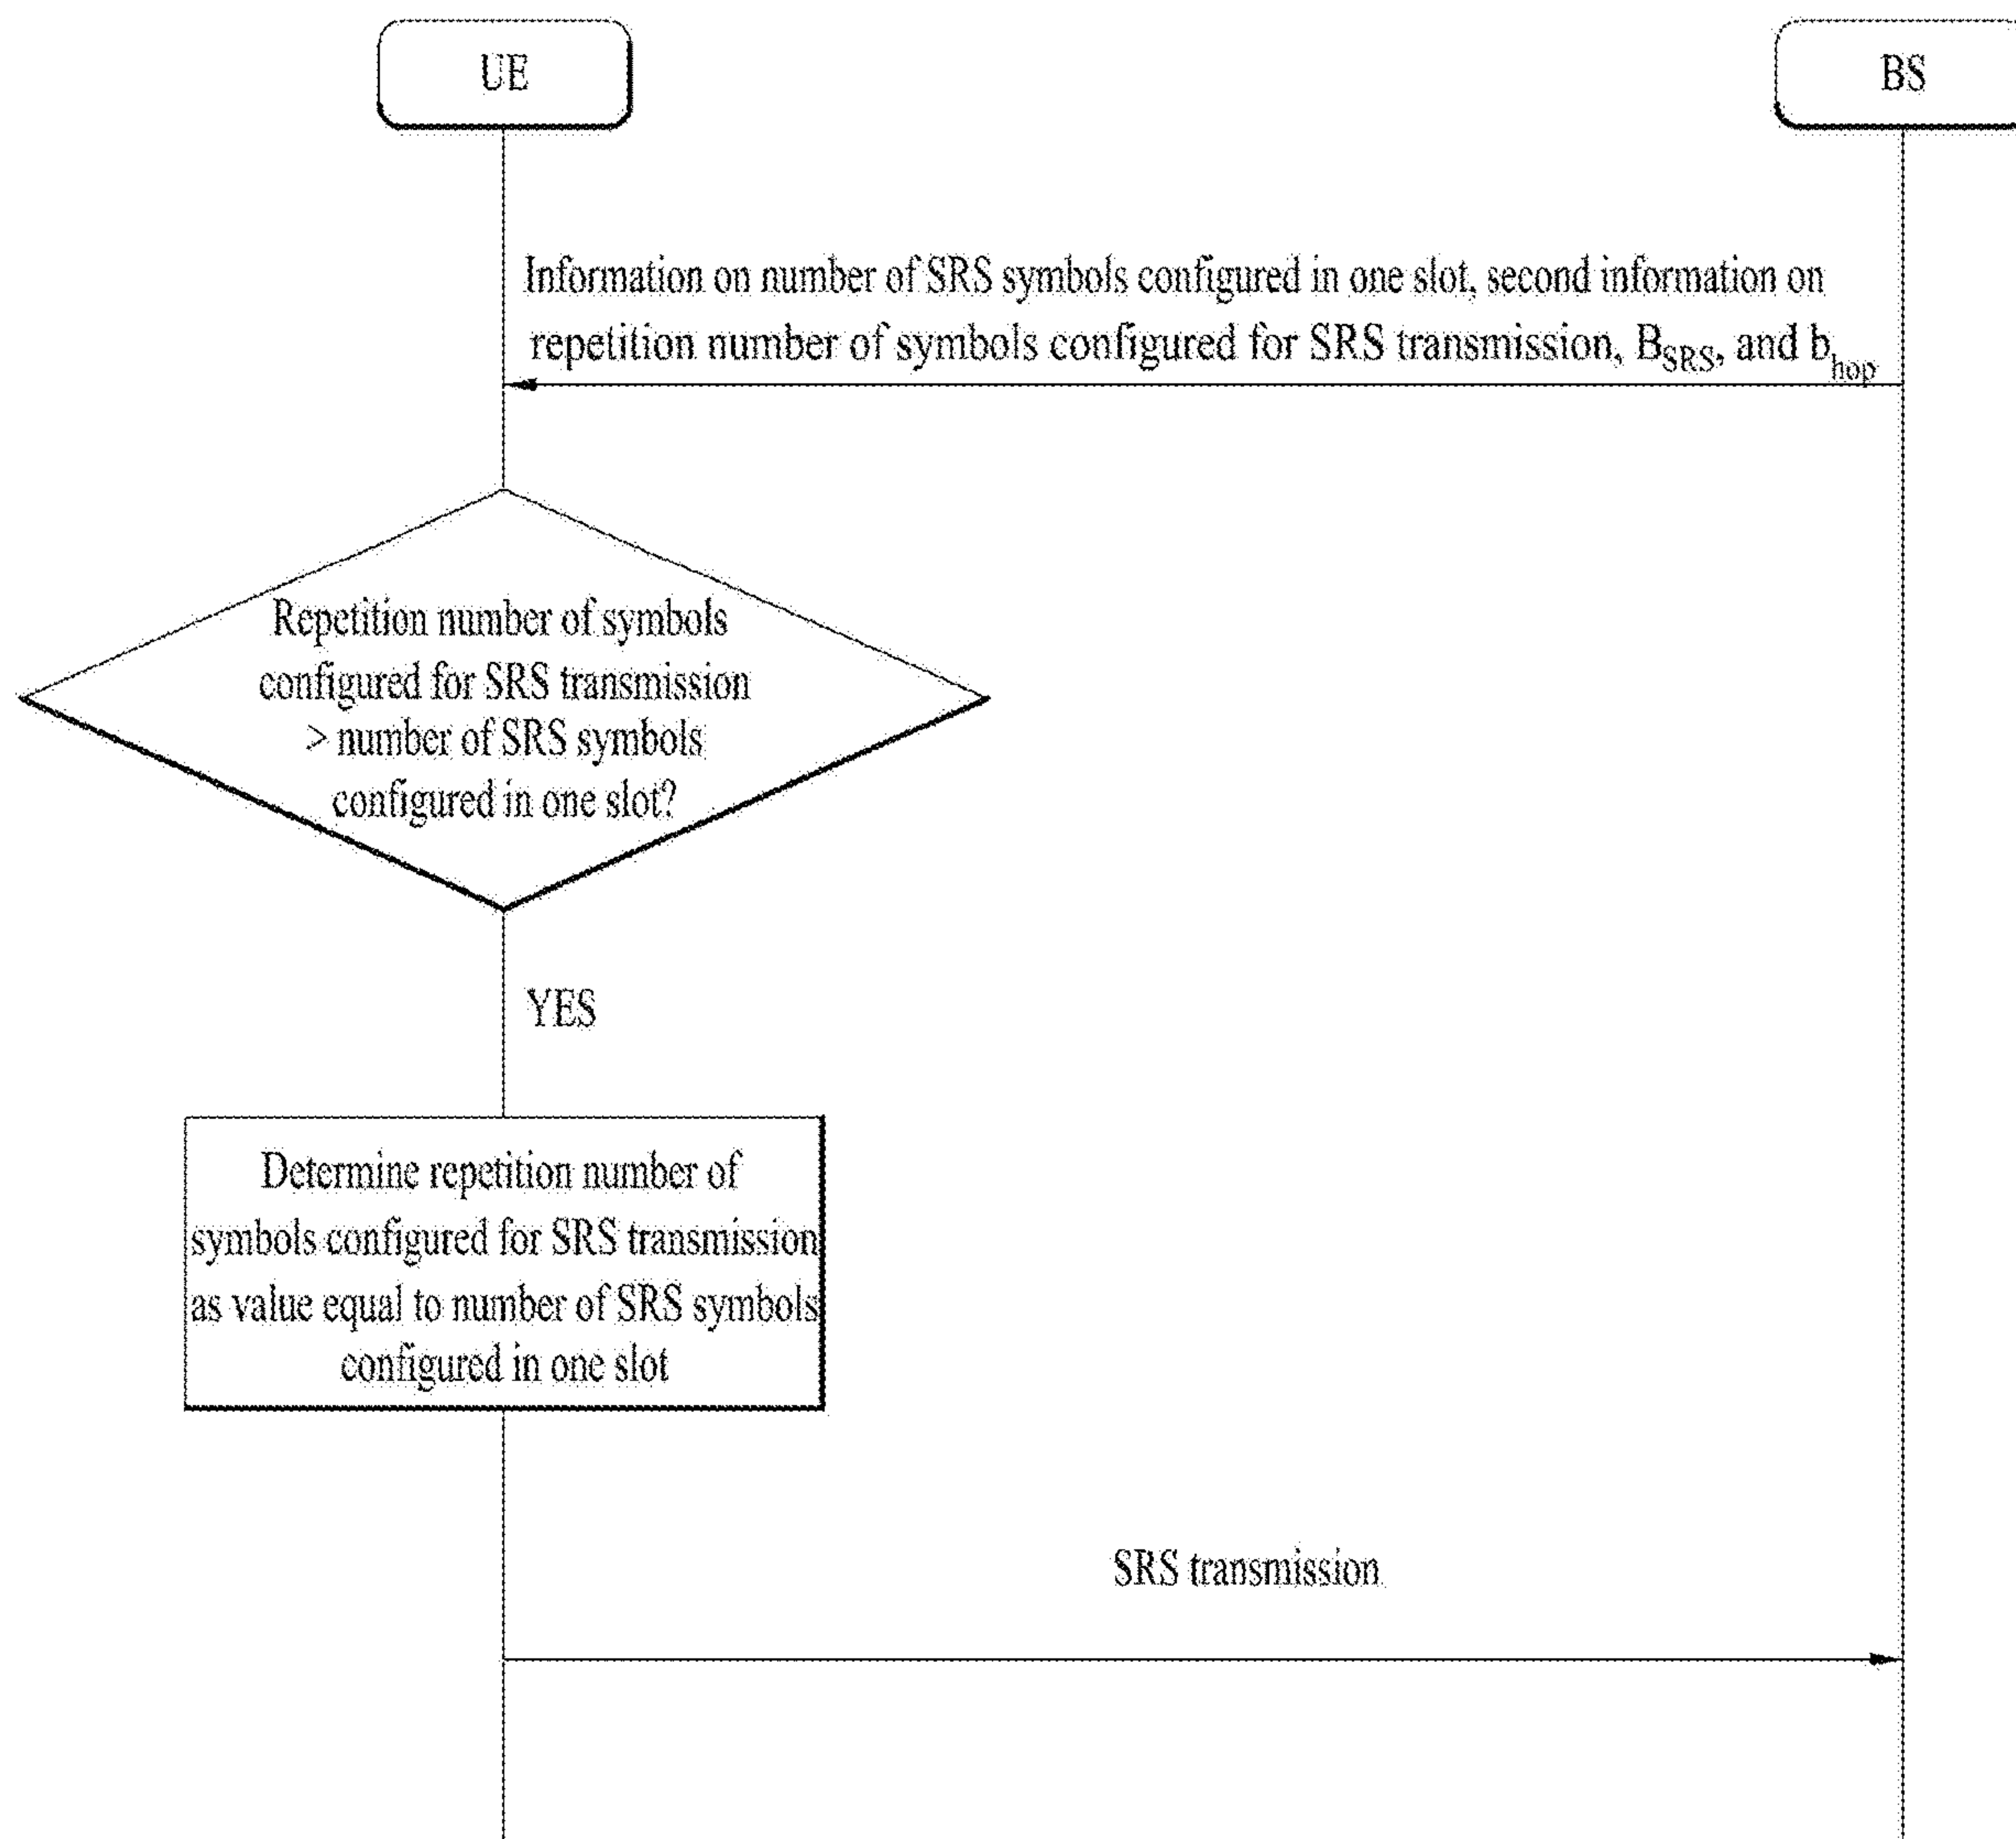 UE
BS
Information on number of SRS symbols configured in one slot, second information on
repetition number of symbols configured for SRS transmission, BSRS, and bhop
Repetition number of symbols
configured for SRS transmission
> number of SRS symbols
configured in one slot?
YES
Determine repetition number of
symbols configured for SRS transmission
as value equal to number of SRS symbols
configured in one slot
SRS transmission